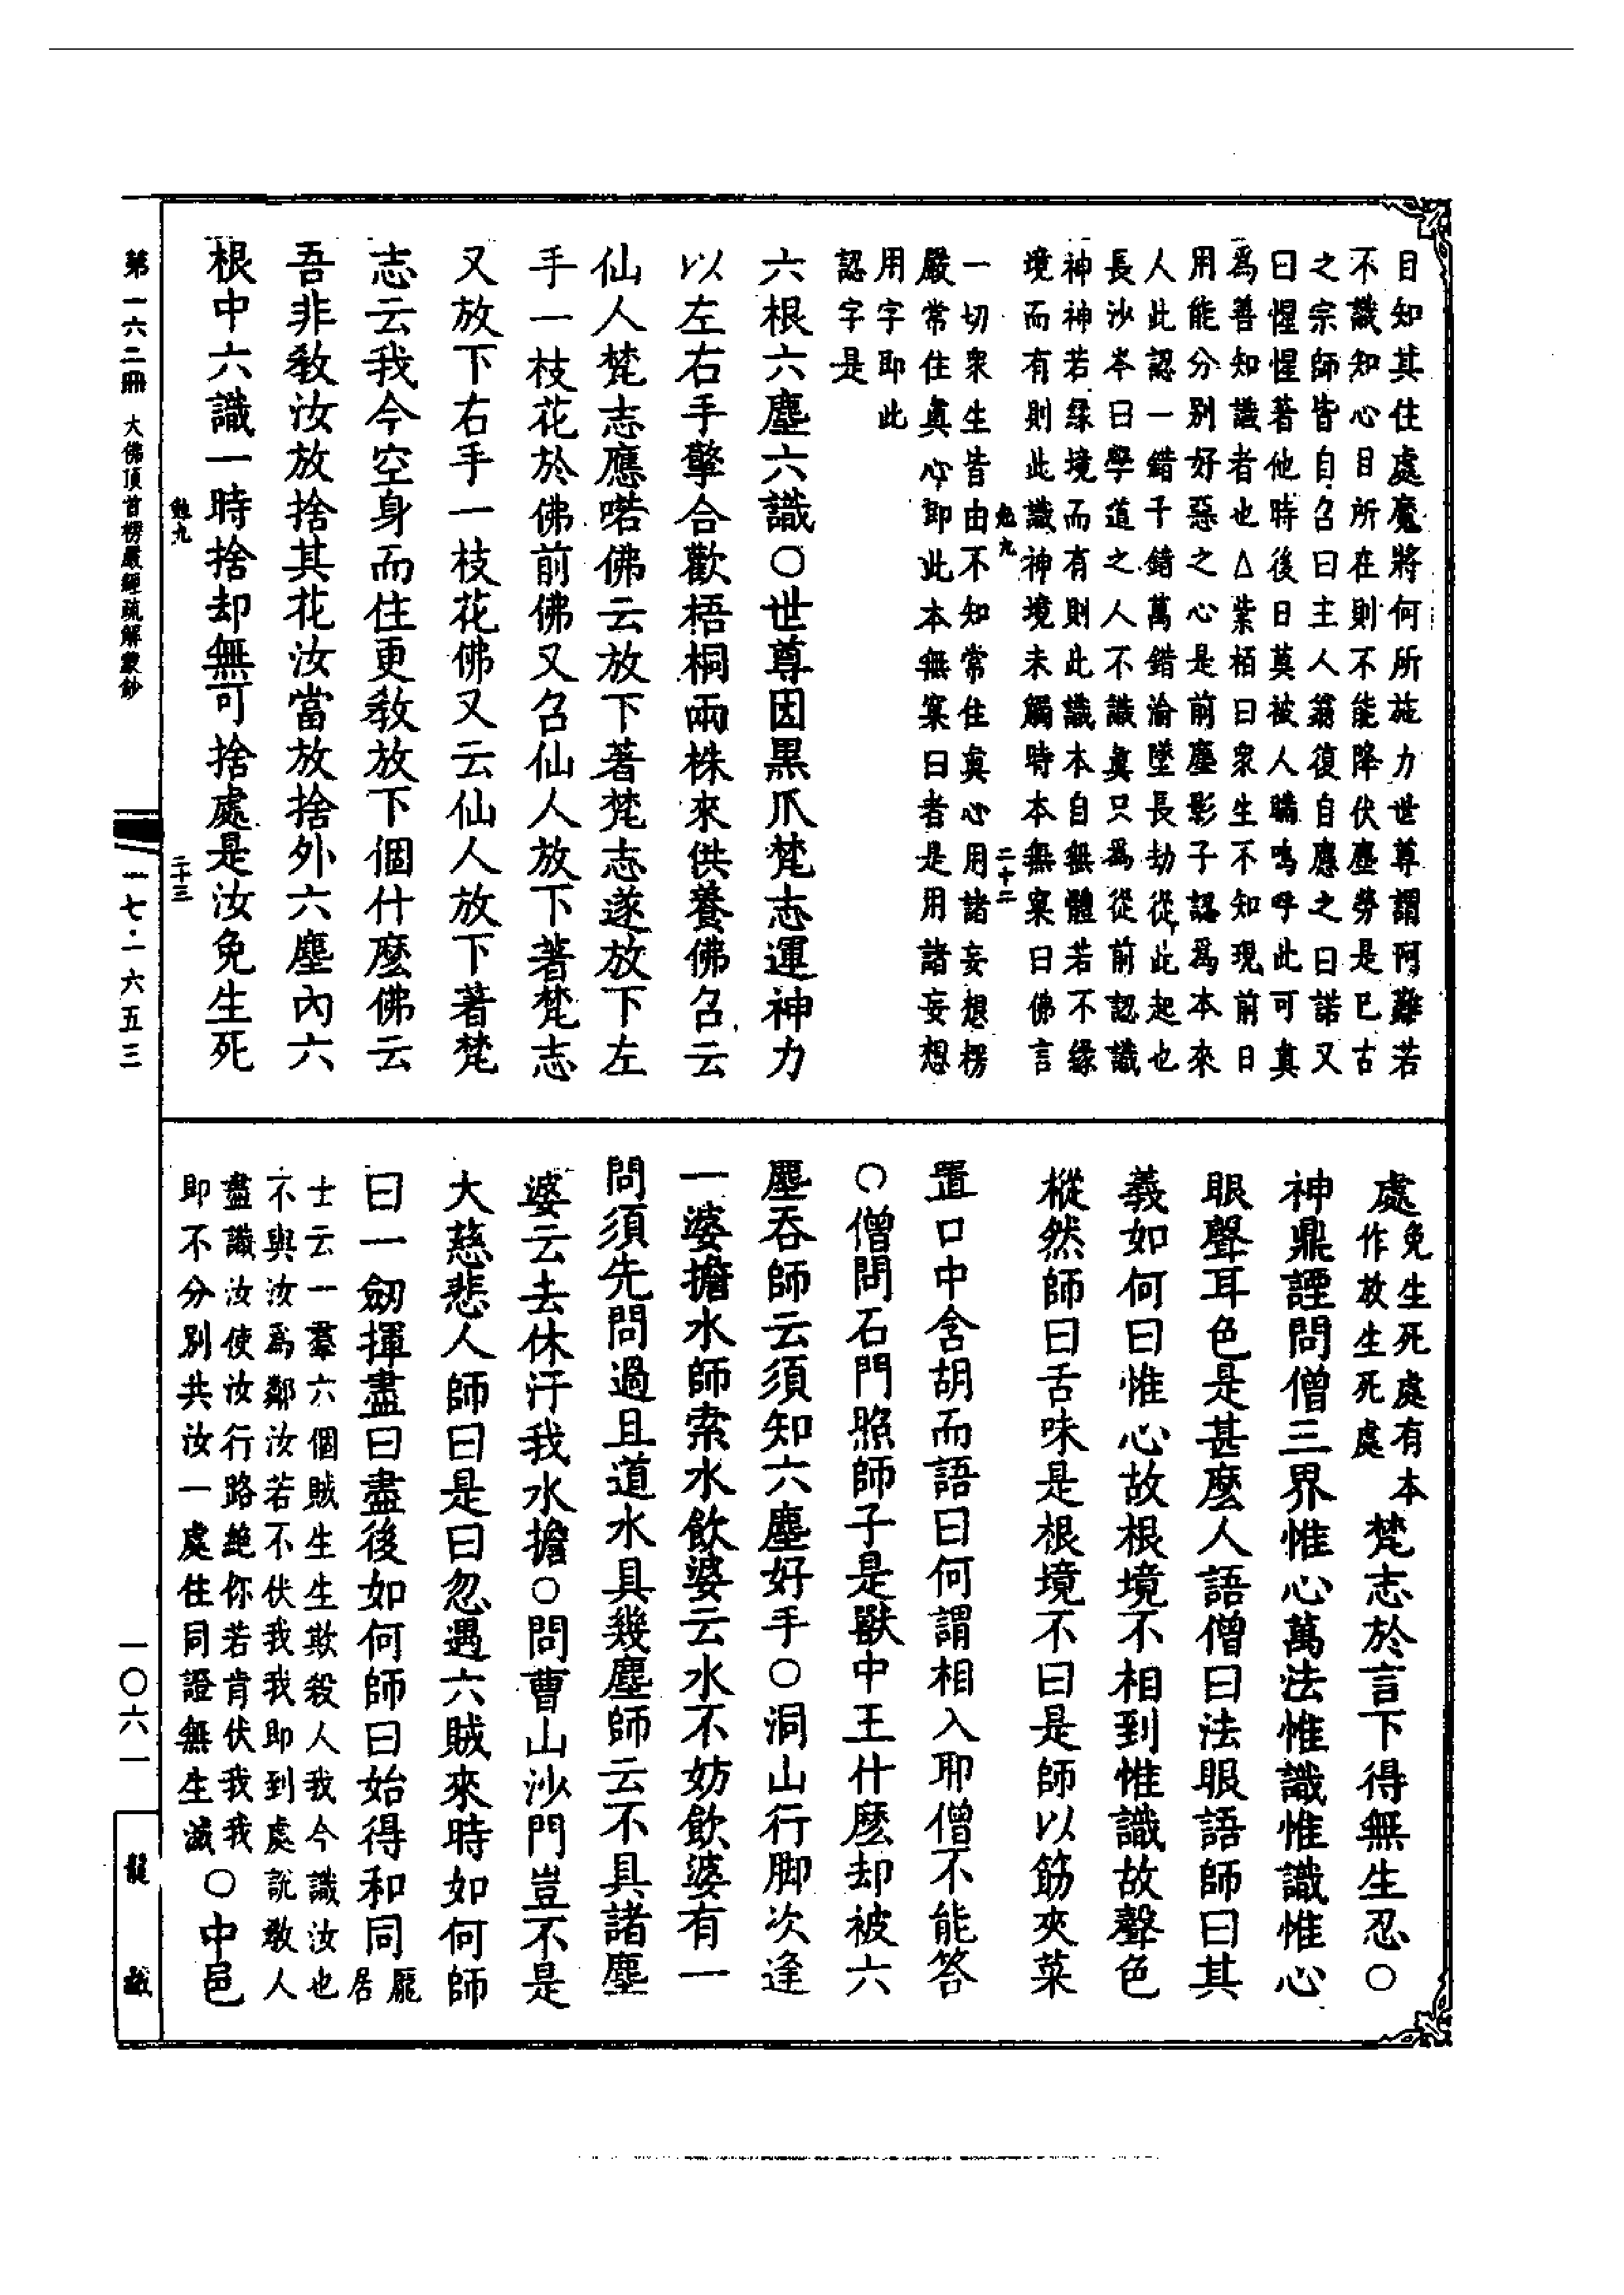 目知其住處魔將何所施力世尊謂阿難若
不識知心目所在則不能降伏塵勞是已古
之宗師皆自召曰主人翁復自應之曰諾又
曰惺惺著他時後日莫被人瞞嗚呼此可真
為善知識者也△紫栢曰眾生不知現前日
用能分別好惡之心是前塵影子認為本來
人此認一錯千錯萬錯淪墜長劫從此起也
長沙岑曰學道之人不識真只為從前認識
神神若緣境而有則此識本自無體若不緣
境而有則此識神境未觸時本無窠曰佛言
一切眾生皆由不知常住真心用諸妄想楞
嚴常住真心即此本無窠曰者是用諸妄想
用字即此
認字是
六根六塵六識○世尊因黑爪梵志運神力
以左右手擎合歡梧桐兩株來供養佛召云
仙人梵志應喏佛云放下著梵志遂放下左
手一枝花於佛前佛又召仙人放下著梵志
又放下右手一枝花佛又云仙人放下著梵
志云我今空身而住更教放下個什麼佛云
吾非教汝放捨其花汝當放捨外六塵內六
根中六識一時捨却無可捨處是汝免生死
二十二
二十三
處免生死處有本作放生死處梵志於言下得無生忍○
神鼎諲問僧三界惟心萬法惟識惟識惟心
眼聲耳色是甚麼人語僧曰法眼語師曰其
義如何曰惟心故根境不相到惟識故聲色
樅然師曰舌味是根境不曰是師以筯夾菜
置口中含胡而語曰何謂相入耶僧不能答
○僧問石門照師子是獸中王什麼却被六
塵吞師云須知六塵好手○洞山行脚次逢
一婆擔水師索水飲婆云水不妨飲婆有一
問須先問過且道水具幾塵師云不具諸塵
婆云去休汙我水擔○問曹山沙門豈不是
大慈悲人師曰是曰忽遇六賊來時如何師
曰一劒揮盡曰盡後如何師曰始得和同龐居
士云一羣六個賊生生欺殺人我今識汝也
不與汝為鄰汝若不伏我我即到處說教人
盡識汝使汝行路絶你若肯伏我我
即不分別共汝一處住同證無生滅○中邑
第一六二冊
大佛頂首楞嚴經疏解蒙鈔
一七·一六五三
一〇六一
龍藏